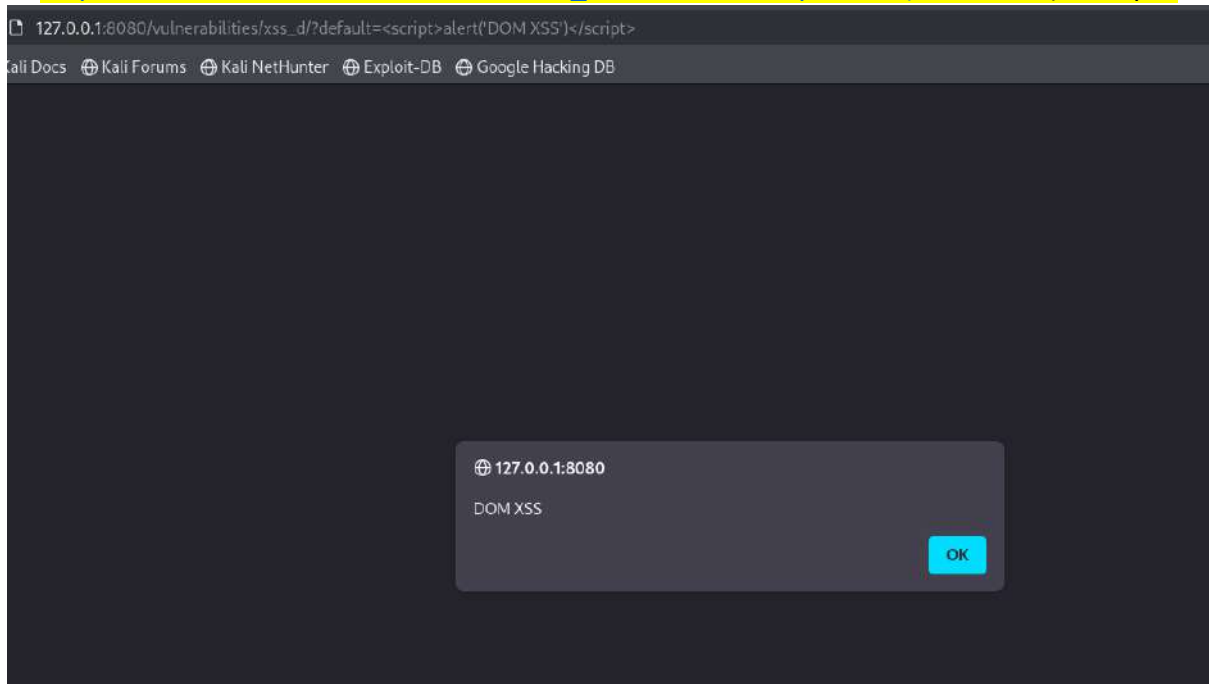 127.0.0.1:8080/vulnerabilities/xss_d/?default=<script>alert('DOM XSS')</script>
Kali Docs Kali Forums Kali NetHunter Exploit-DB Google Hacking DB
127.0.0.1:8080
DOM XSS
OK